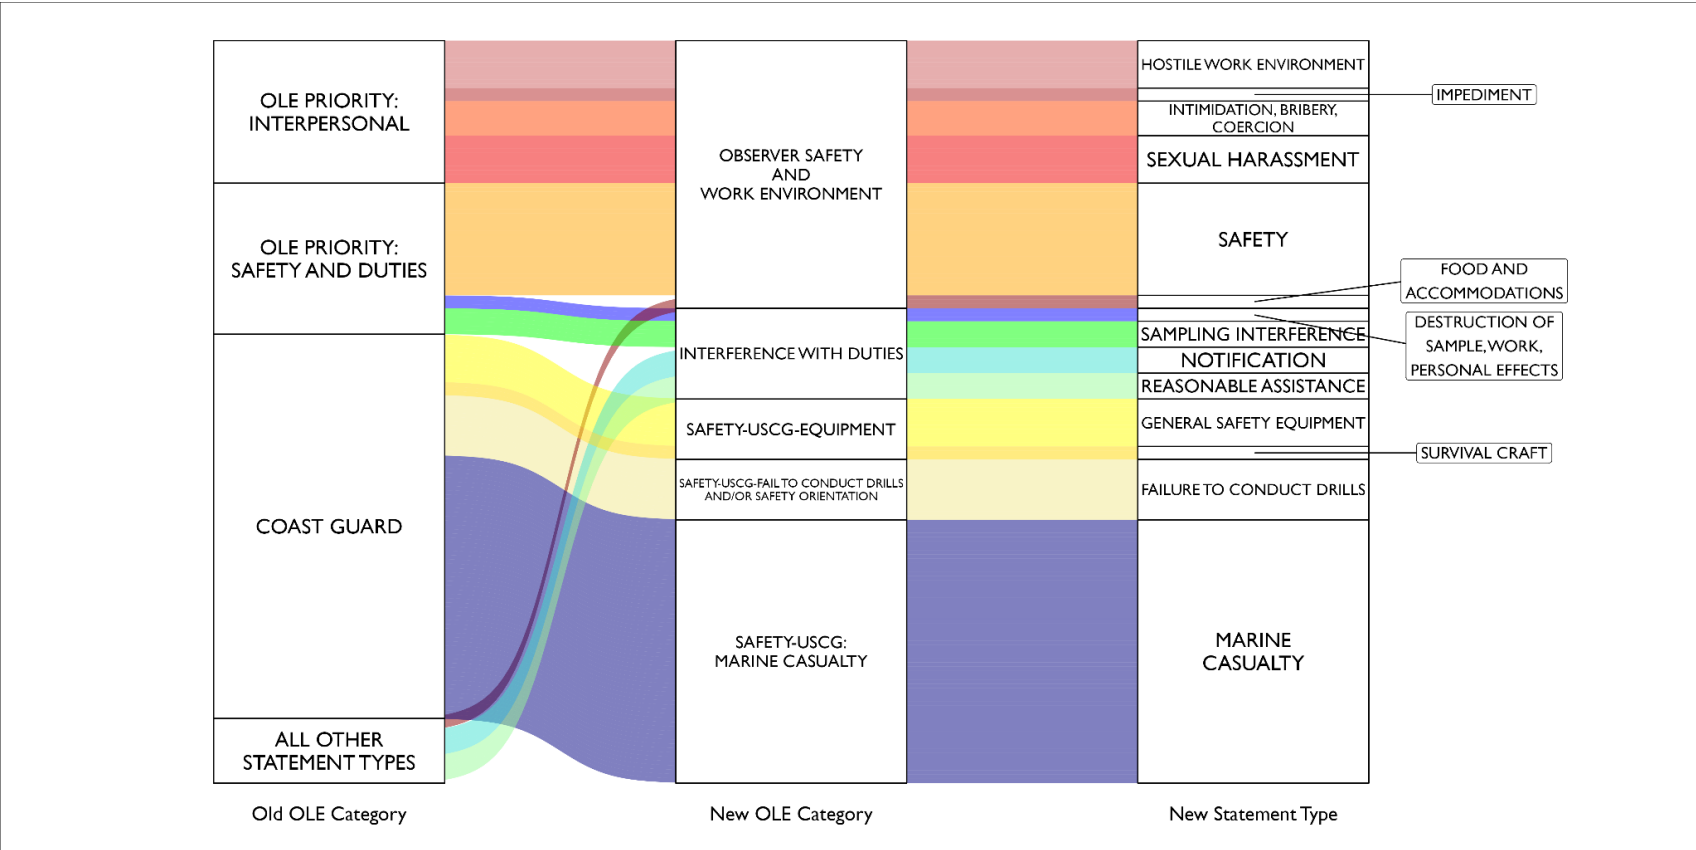 OLE PRIORITY:
INTERPERSONAL
OLE PRIORITY:
SAFETY AND DUTIES
COAST GUARD
ALL OTHER
STATEMENT TYPES
Old OLE Category
OBSERVER SAFETY
AND
WORK ENVIRONMENT
INTERFERENCE WITH DUTIES
SAFETY-USCG-EQUIPMENT
SAFETY-USCG-FAIL TO CONDUCT DRILLS
AND/OR SAFETY ORIENTATION
SAFETY-USCG:
MARINE CASUALTY
New OLE Category
HOSTILE WORK ENVIRONMENT
IMPEDIMENT
INTIMIDATION, BRIBERY,
COERCION
SEXUAL HARASSMENT
SAFETY
FOOD AND
ACCOMMODATIONS
DESTRUCTION OF
SAMPLE, WORK,
PERSONAL EFFECTS
SAMPLING INTERFERENCE
NOTIFICATION
REASONABLE ASSISTANCE
GENERAL SAFETY EQUIPMENT
SURVIVAL CRAFT
FAILURE TO CONDUCT DRILLS
MARINE
CASUALTY
New Statement Type